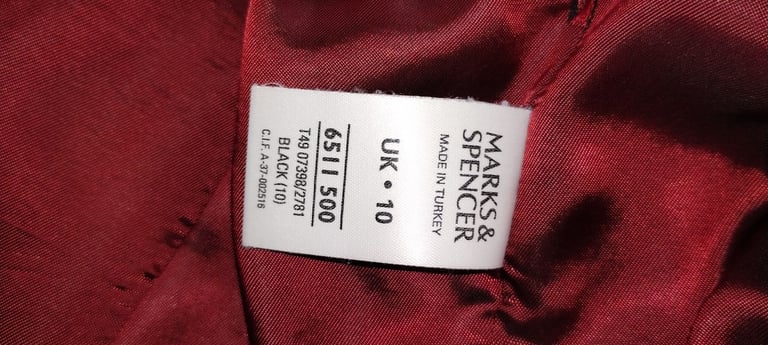 MARKS &
SPENCER
MADE IN TURKEY
UK • 10
6511 500
T49 07398/2781
BLACK (10)
C.I.F. A-37-002516